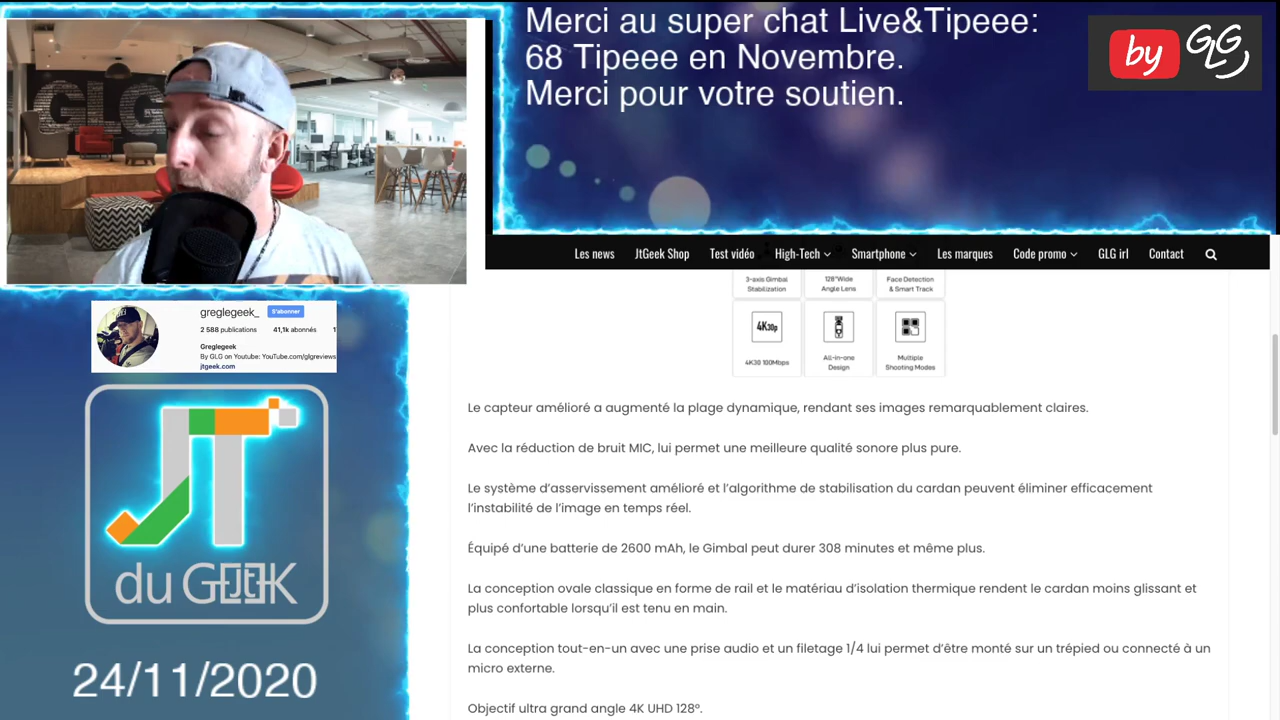 Merci au super chat Live&Tipeee:
68 Tipeee en Novembre.
Merci pour votre soutien.
by GLG
GLG
Les news
JtGeek Shop
Test vidéo
High-Tech
Smartphone
Les marques
Code promo
GLG irl
Contact
3-axis Gimbal
Stabilization
128°Wide
Angle Lens
Face Detection
& Smart Track
4K30p
4K30 100Mbps
All-in-one
Design
Multiple
Shooting Modes
greglegeek_
S'abonner
2 588 publications
41,1k abonnés
1
Greglegeek
By GLG on Youtube: YouTube.com/glgreviews
jtgeek.com
JT
du GEEK
Jt
24/11/2020
Le capteur amélioré a augmenté la plage dynamique, rendant ses images remarquablement claires.
Avec la réduction de bruit MIC, lui permet une meilleure qualité sonore plus pure.
Le système d'asservissement amélioré et l'algorithme de stabilisation du cardan peuvent éliminer efficacement
l'instabilité de l'image en temps réel.
Équipé d'une batterie de 2600 mAh, le Gimbal peut durer 308 minutes et même plus.
La conception ovale classique en forme de rail et le matériau d'isolation thermique rendent le cardan moins glissant et
plus confortable lorsqu'il est tenu en main.
La conception tout-en-un avec une prise audio et un filetage 1/4 lui permet d'être monté sur un trépied ou connecté à un
micro externe.
Objectif ultra grand angle 4K UHD 128°.